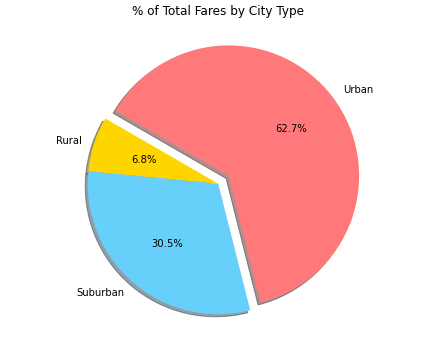 % of Total Fares by City Type
Urban
62.7%
Rural
6.8%
30.5%
Suburban